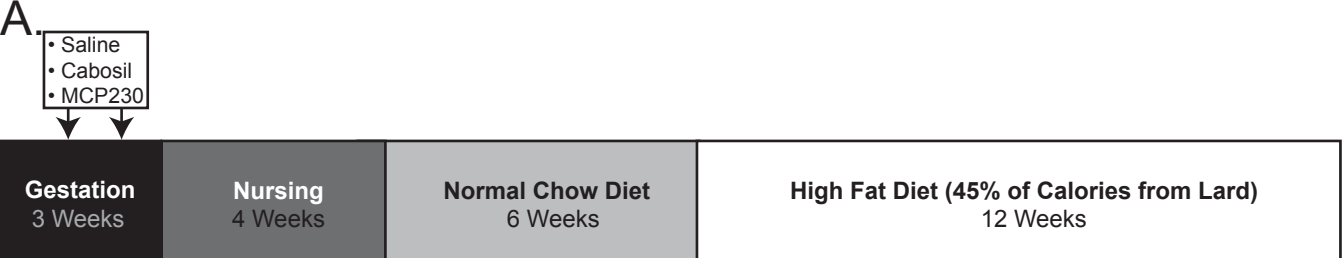 A.
• Saline
• Cabosil
• MCP230
Gestation
3 Weeks
Nursing
4 Weeks
Normal Chow Diet
6 Weeks
High Fat Diet (45% of Calories from Lard)
12 Weeks